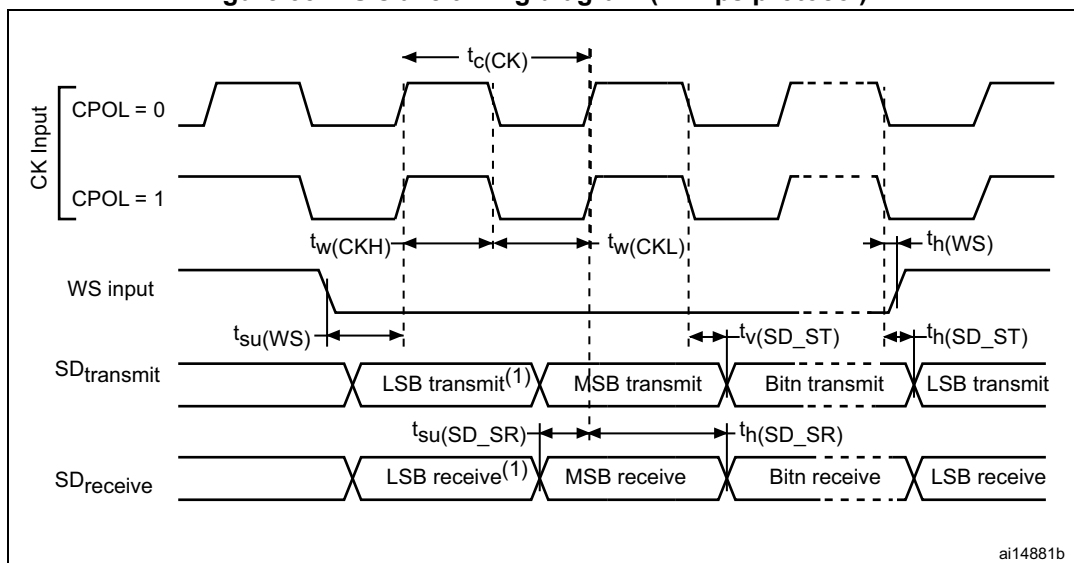 tc(CK)
CK Input
CPOL = 0
CPOL = 1
tw(CKH)
tw(CKL)
th(WS)
WS input
tsu(WS)
tv(SD_ST)
th(SD_ST)
SDtransmit
LSB transmit(1)
MSB transmit
Bitn transmit
LSB transmit
tsu(SD_SR)
th(SD_SR)
SDreceive
LSB receive(1)
MSB receive
Bitn receive
LSB receive
ai14881b